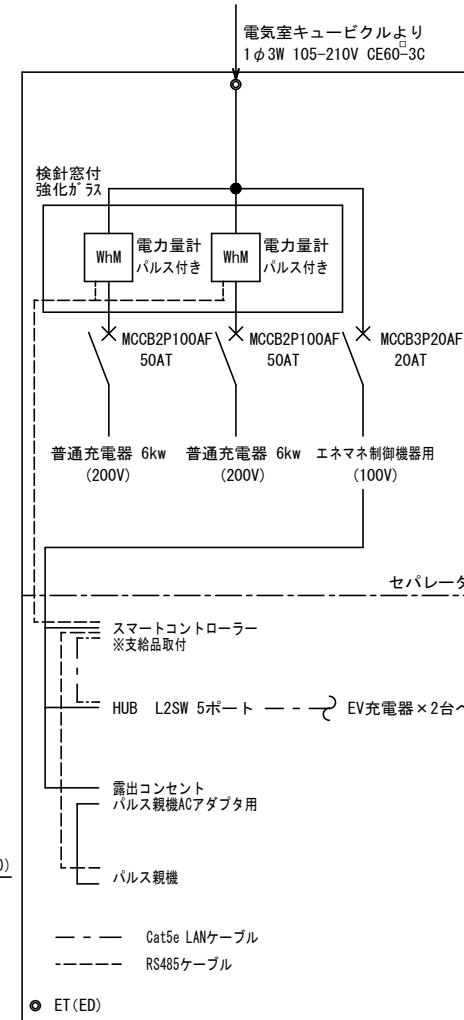 電気室キュービクルより
1φ3W 105-210V CE60□-3C
検針窓付
強化ガラス
WhM
電力量計
パルス付き
WhM
電力量計
パルス付き
MCCB2P100AF
50AT
MCCB2P100AF
50AT
MCCB3P20AF
20AT
普通充電器 6kw
(200V)
普通充電器 6kw
(200V)
エネマネ制御機器用
(100V)
セパレータ
スマートコントローラー
※支給品取付
HUB L2SW 5ポート
EV充電器×2台へ
露出コンセント
パルス親機ACアダプタ用
パルス親機
Cat5e LANケーブル
RS485ケーブル
ET(ED)